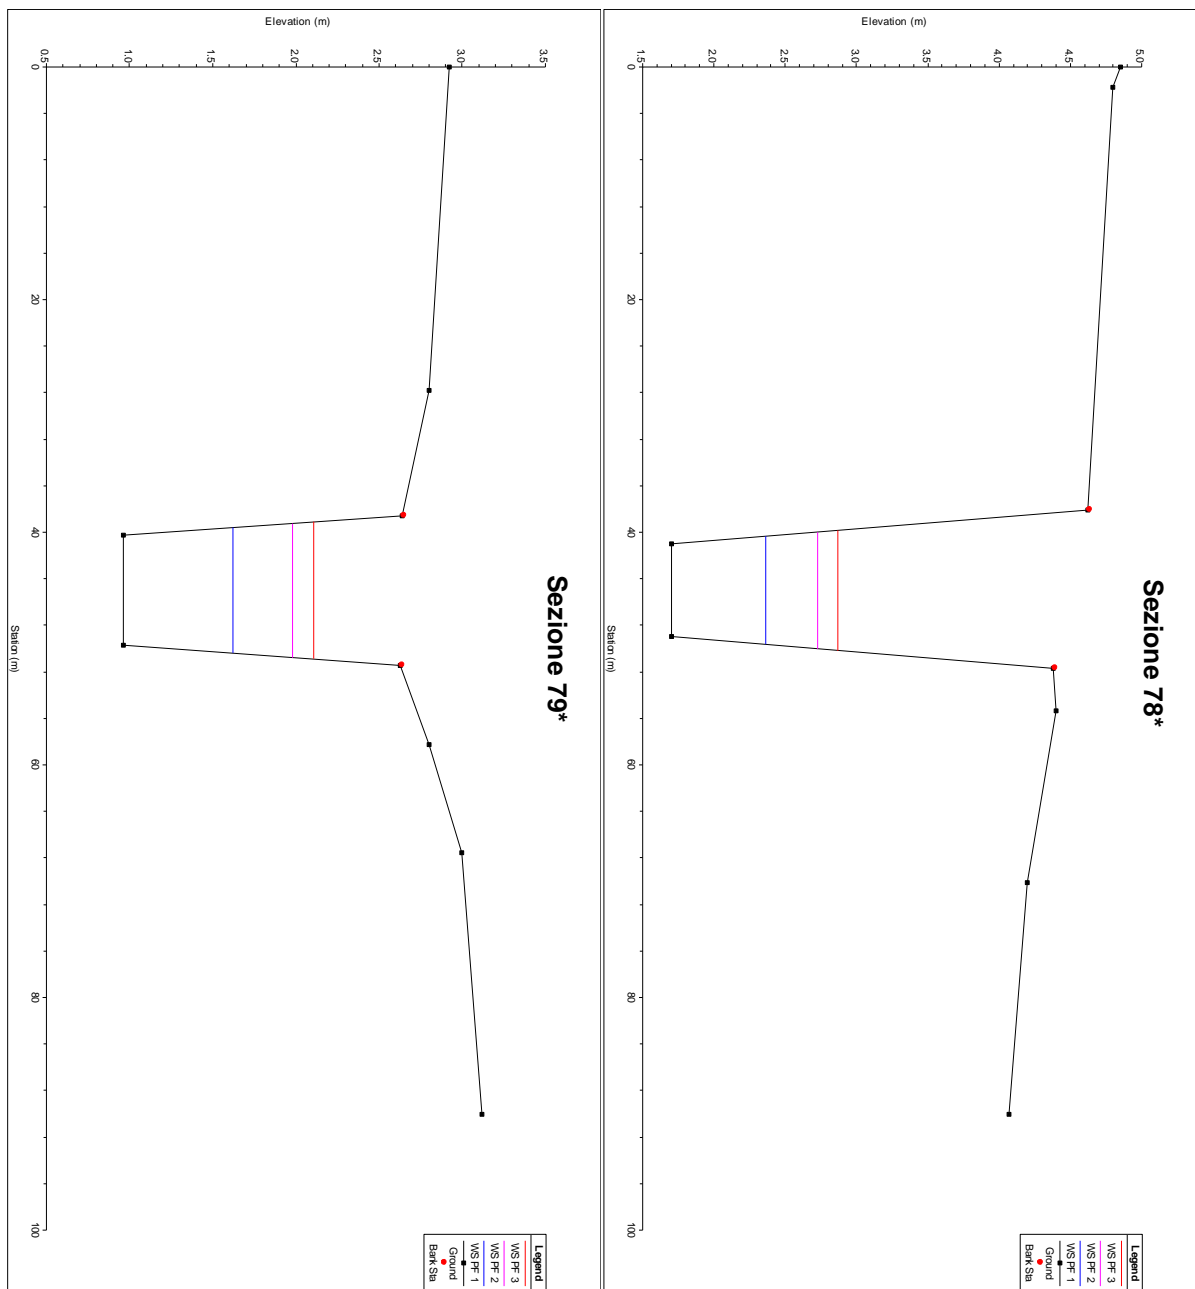 Sezione 78*
Elevation (m)
5.0
4.5
4.0
3.5
3.0
2.5
2.0
1.5
0
20
40
60
80
100
Station (m)
Legend
WS PF 3
WS PF 2
WS PF 1
Ground
Bank Sta
Sezione 79*
Elevation (m)
3.5
3.0
2.5
2.0
1.5
1.0
0.5
0
20
40
60
80
100
Station (m)
Legend
WS PF 3
WS PF 2
WS PF 1
Ground
Bank Sta